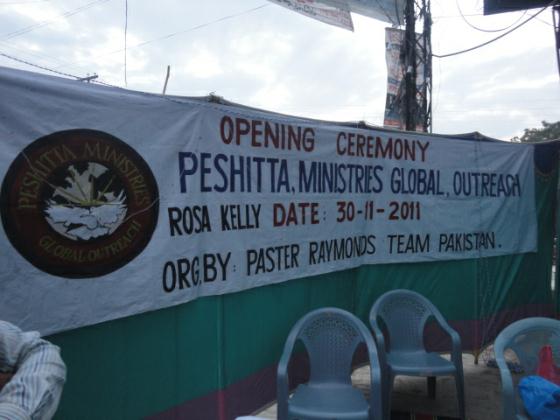 PESHITTA MINISTRIES
GLOBAL OUTREACH
OPENING CEREMONY
PESHITTA, MINISTRIES GLOBAL, OUTREACH
ROSA KELLY DATE: 30-11-2011
ORG,BY: PASTER RAYMONDS TEAM PAKISTAN.